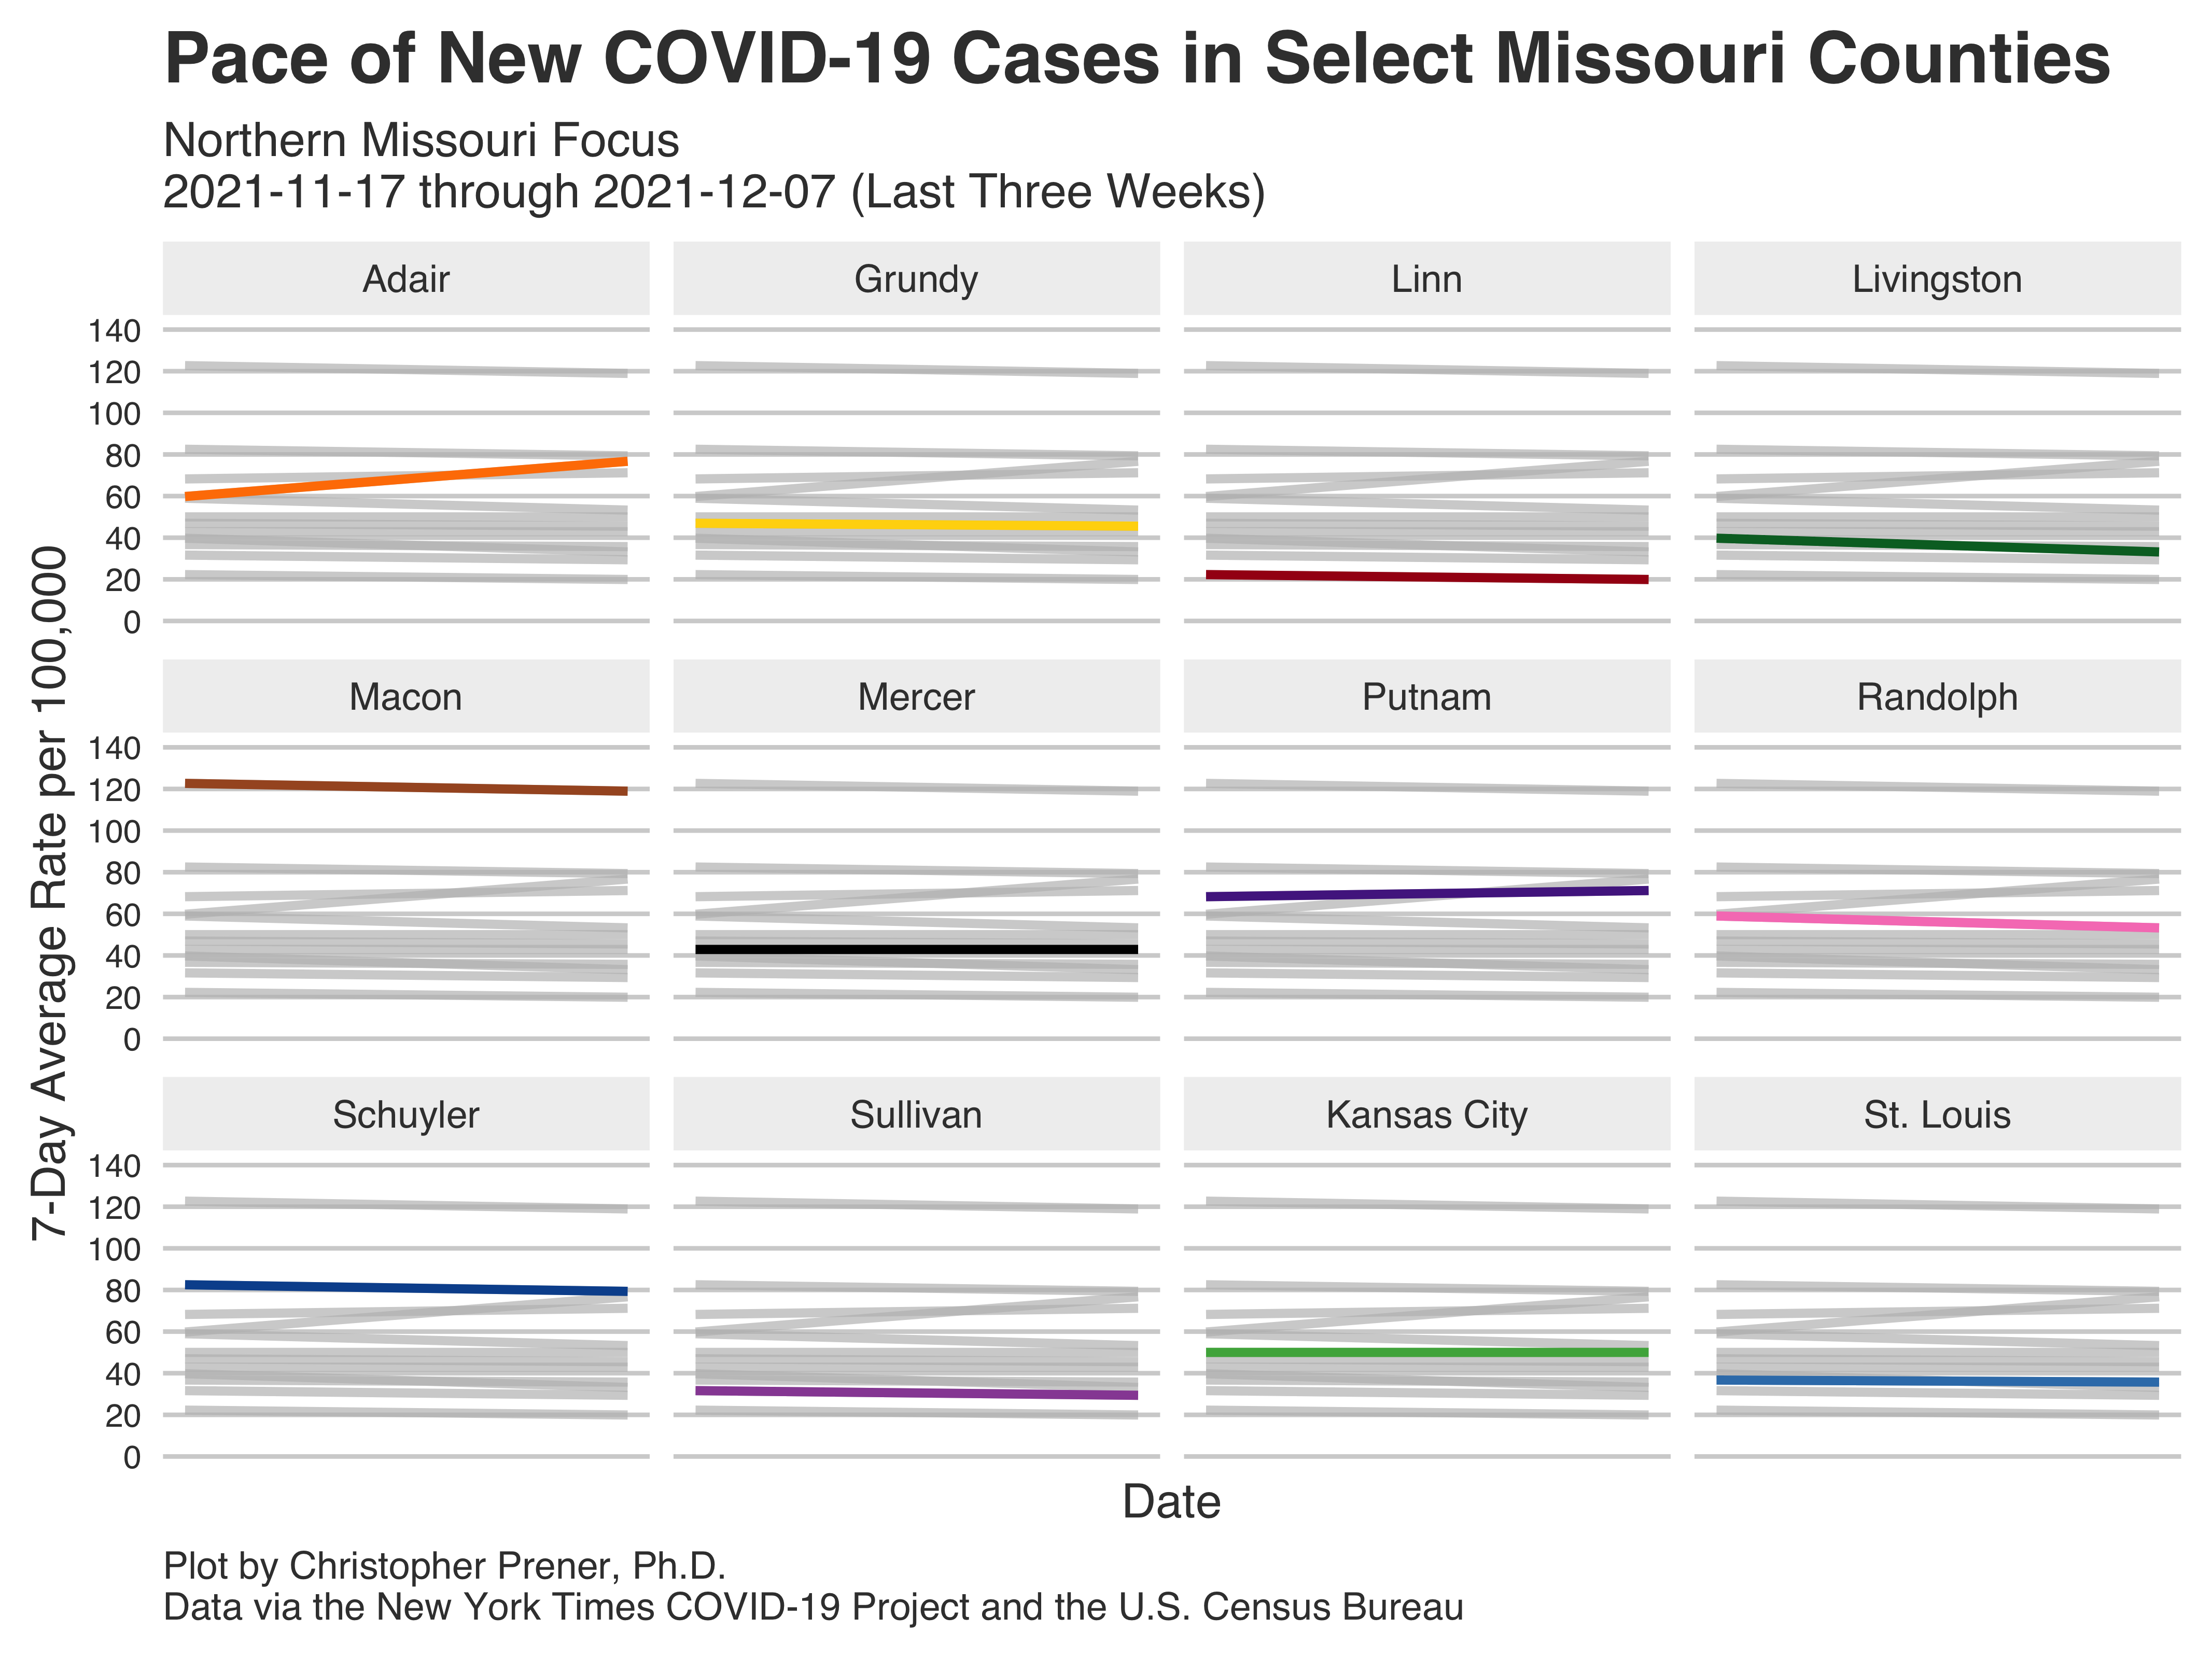 Pace of New COVID-19 Cases in Select Missouri Counties
Northern Missouri Focus
2021-11-17 through 2021-12-07 (Last Three Weeks)
7-Day Average Rate per 100,000
Adair
Grundy
Linn
Livingston
140
120
100
80
60
40
20
0
Macon
Mercer
Putnam
Randolph
140
120
100
80
60
40
20
0
Schuyler
Sullivan
Kansas City
St. Louis
140
120
100
80
60
40
20
0
Date
Plot by Christopher Prener, Ph.D.
Data via the New York Times COVID-19 Project and the U.S. Census Bureau